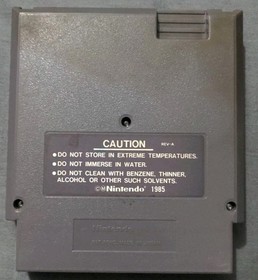 CAUTION REV-A
●DO NOT STORE IN EXTREME TEMPERATURES.
●DO NOT IMMERSE IN WATER.
●DO NOT CLEAN WITH BENZENE, THINNER,
ALCOHOL OR OTHER SUCH SOLVENTS.
©®Nintendo 1985
Nintendo